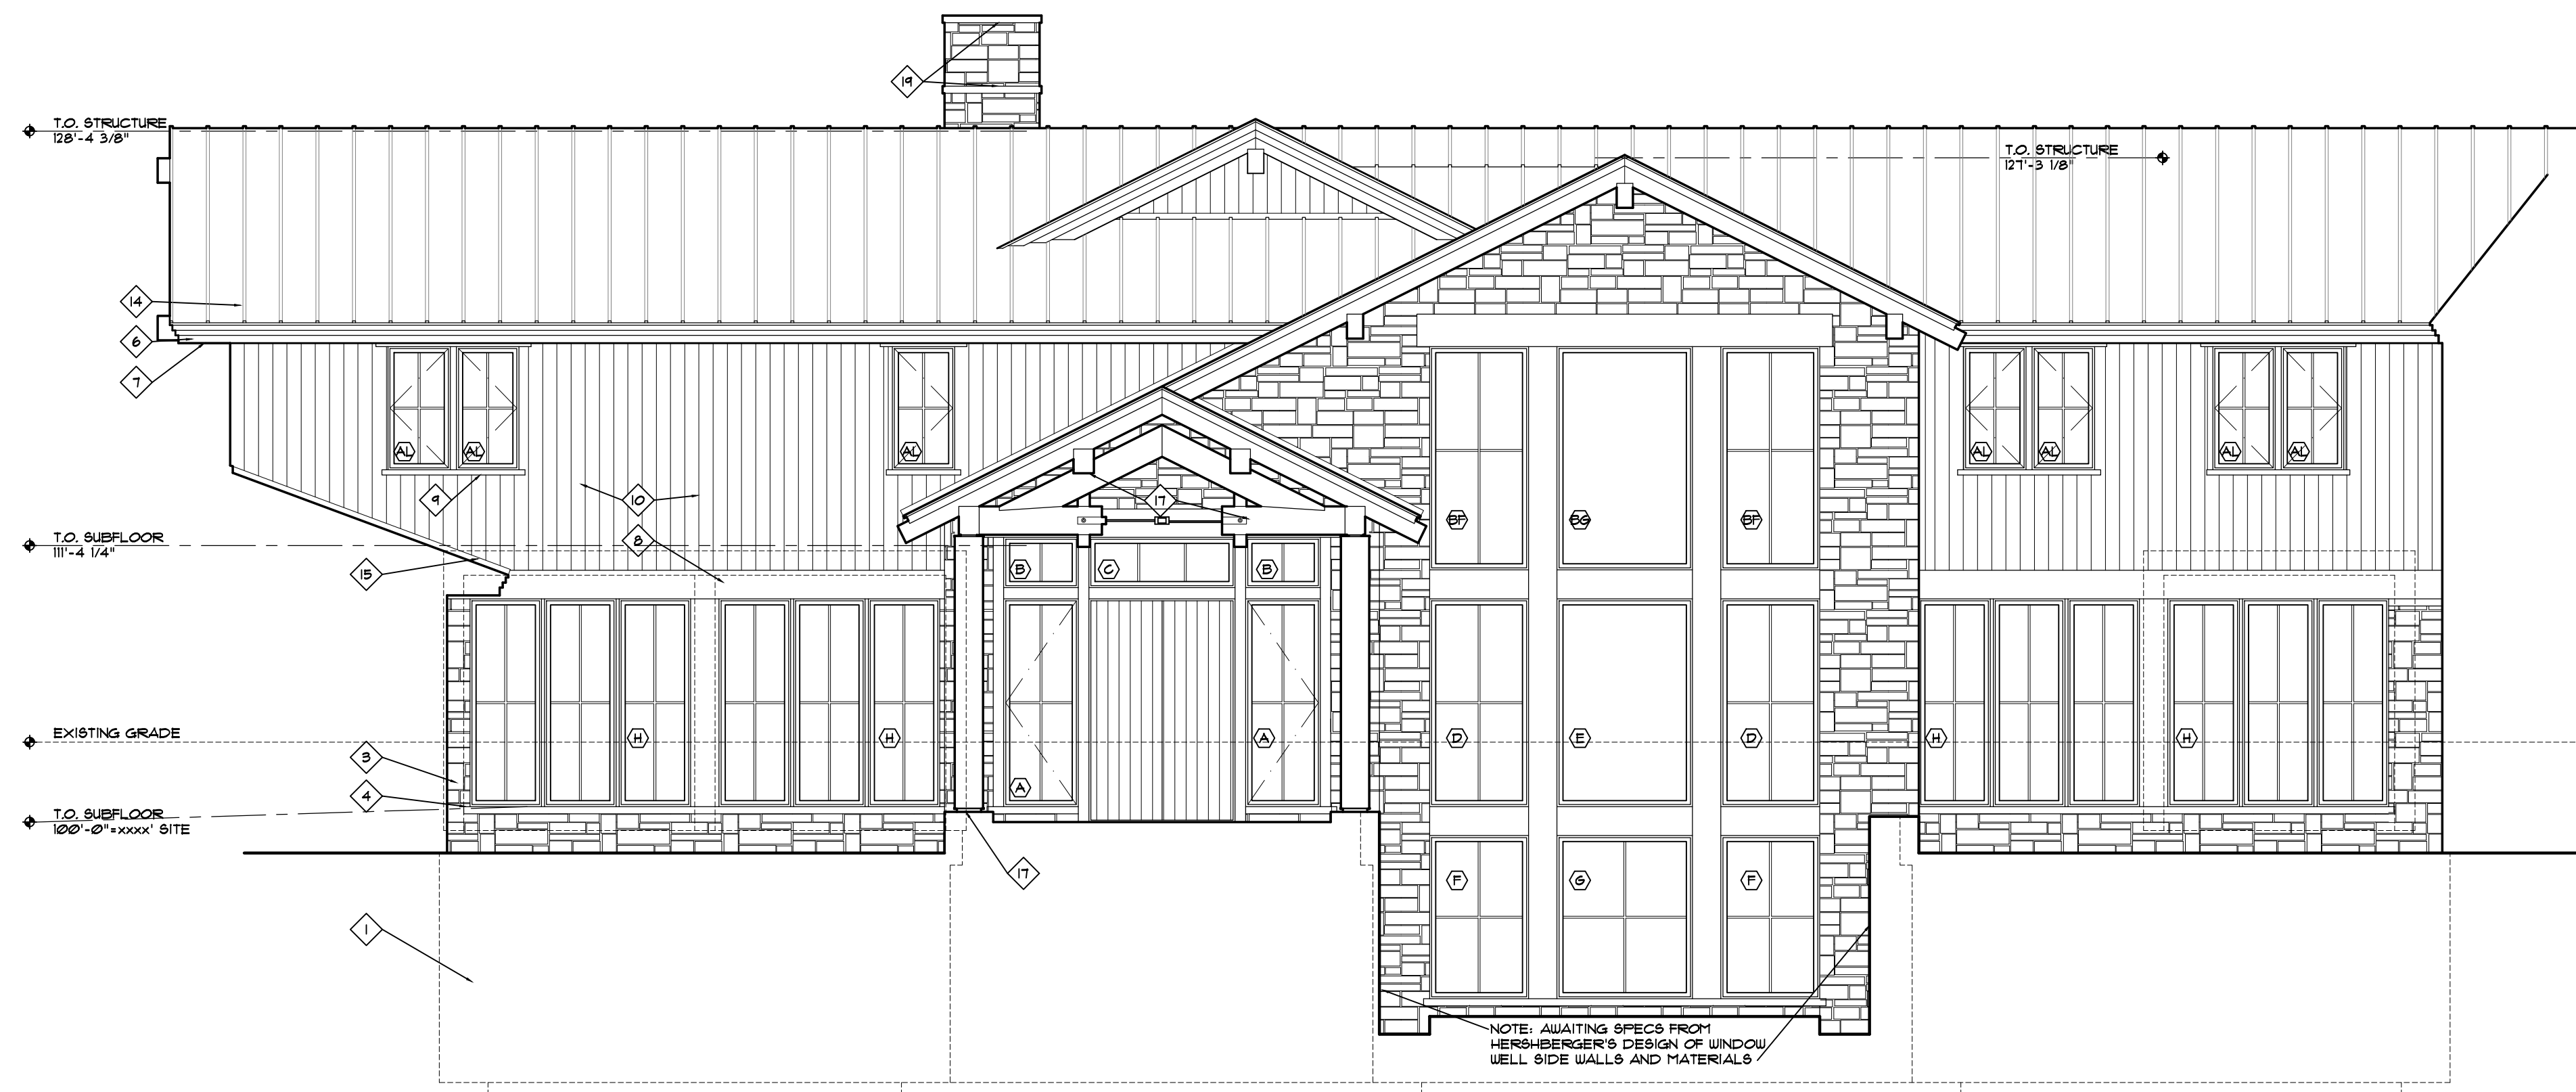 19
T.O. STRUCTURE
128'-4 3/8"
T.O. STRUCTURE
127'-3 1/8"
14
6
7
AL AL AL AL AL AL AL
9 10 17
BF BG BF
8
T.O. SUBFLOOR
111'-4 1/4"
15
B C B
EXISTING GRADE
H H A D E D H H
3
A
4
T.O. SUBFLOOR
100'-0"=xxxx' SITE
17
F G F
1
NOTE: AWAITING SPECS FROM
HERSHBERGER'S DESIGN OF WINDOW
WELL SIDE WALLS AND MATERIALS